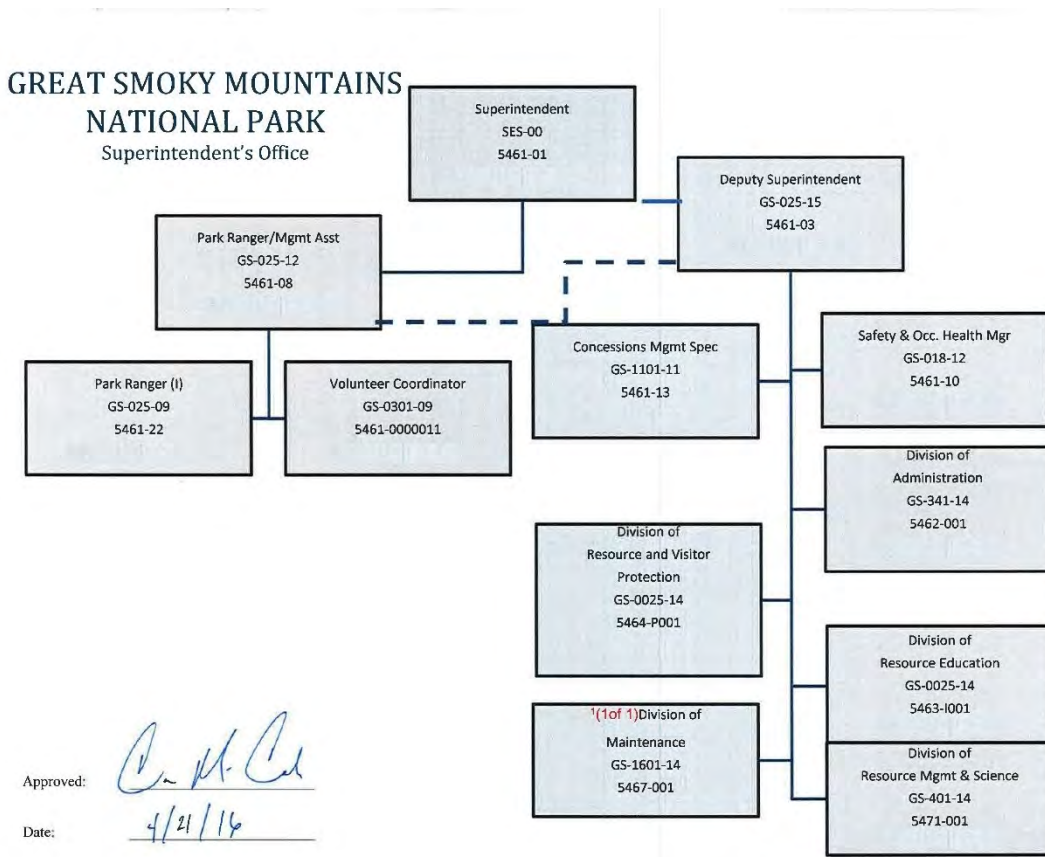 GREAT SMOKY MOUNTAINS
NATIONAL PARK
Superintendent's Office
Superintendent
SES-00
5461-01
Deputy Superintendent
GS-025-15
5461-03
Park Ranger/Mgmt Asst
GS-025-12
5461-08
Park Ranger (I)
GS-025-09
5461-22
Volunteer Coordinator
GS-0301-09
5461-0000011
Concessions Mgmt Spec
GS-1101-11
5461-13
Safety & Occ. Health Mgr
GS-018-12
5461-10
Division of
Administration
GS-341-14
5462-001
Division of
Resource and Visitor
Protection
GS-0025-14
5464-P001
Division of
Resource Education
GS-0025-14
5463-I001
¹(1of 1)Division of
Maintenance
GS-1601-14
5467-001
Division of
Resource Mgmt & Science
GS-401-14
5471-001
Approved:
Date: 4/21/16